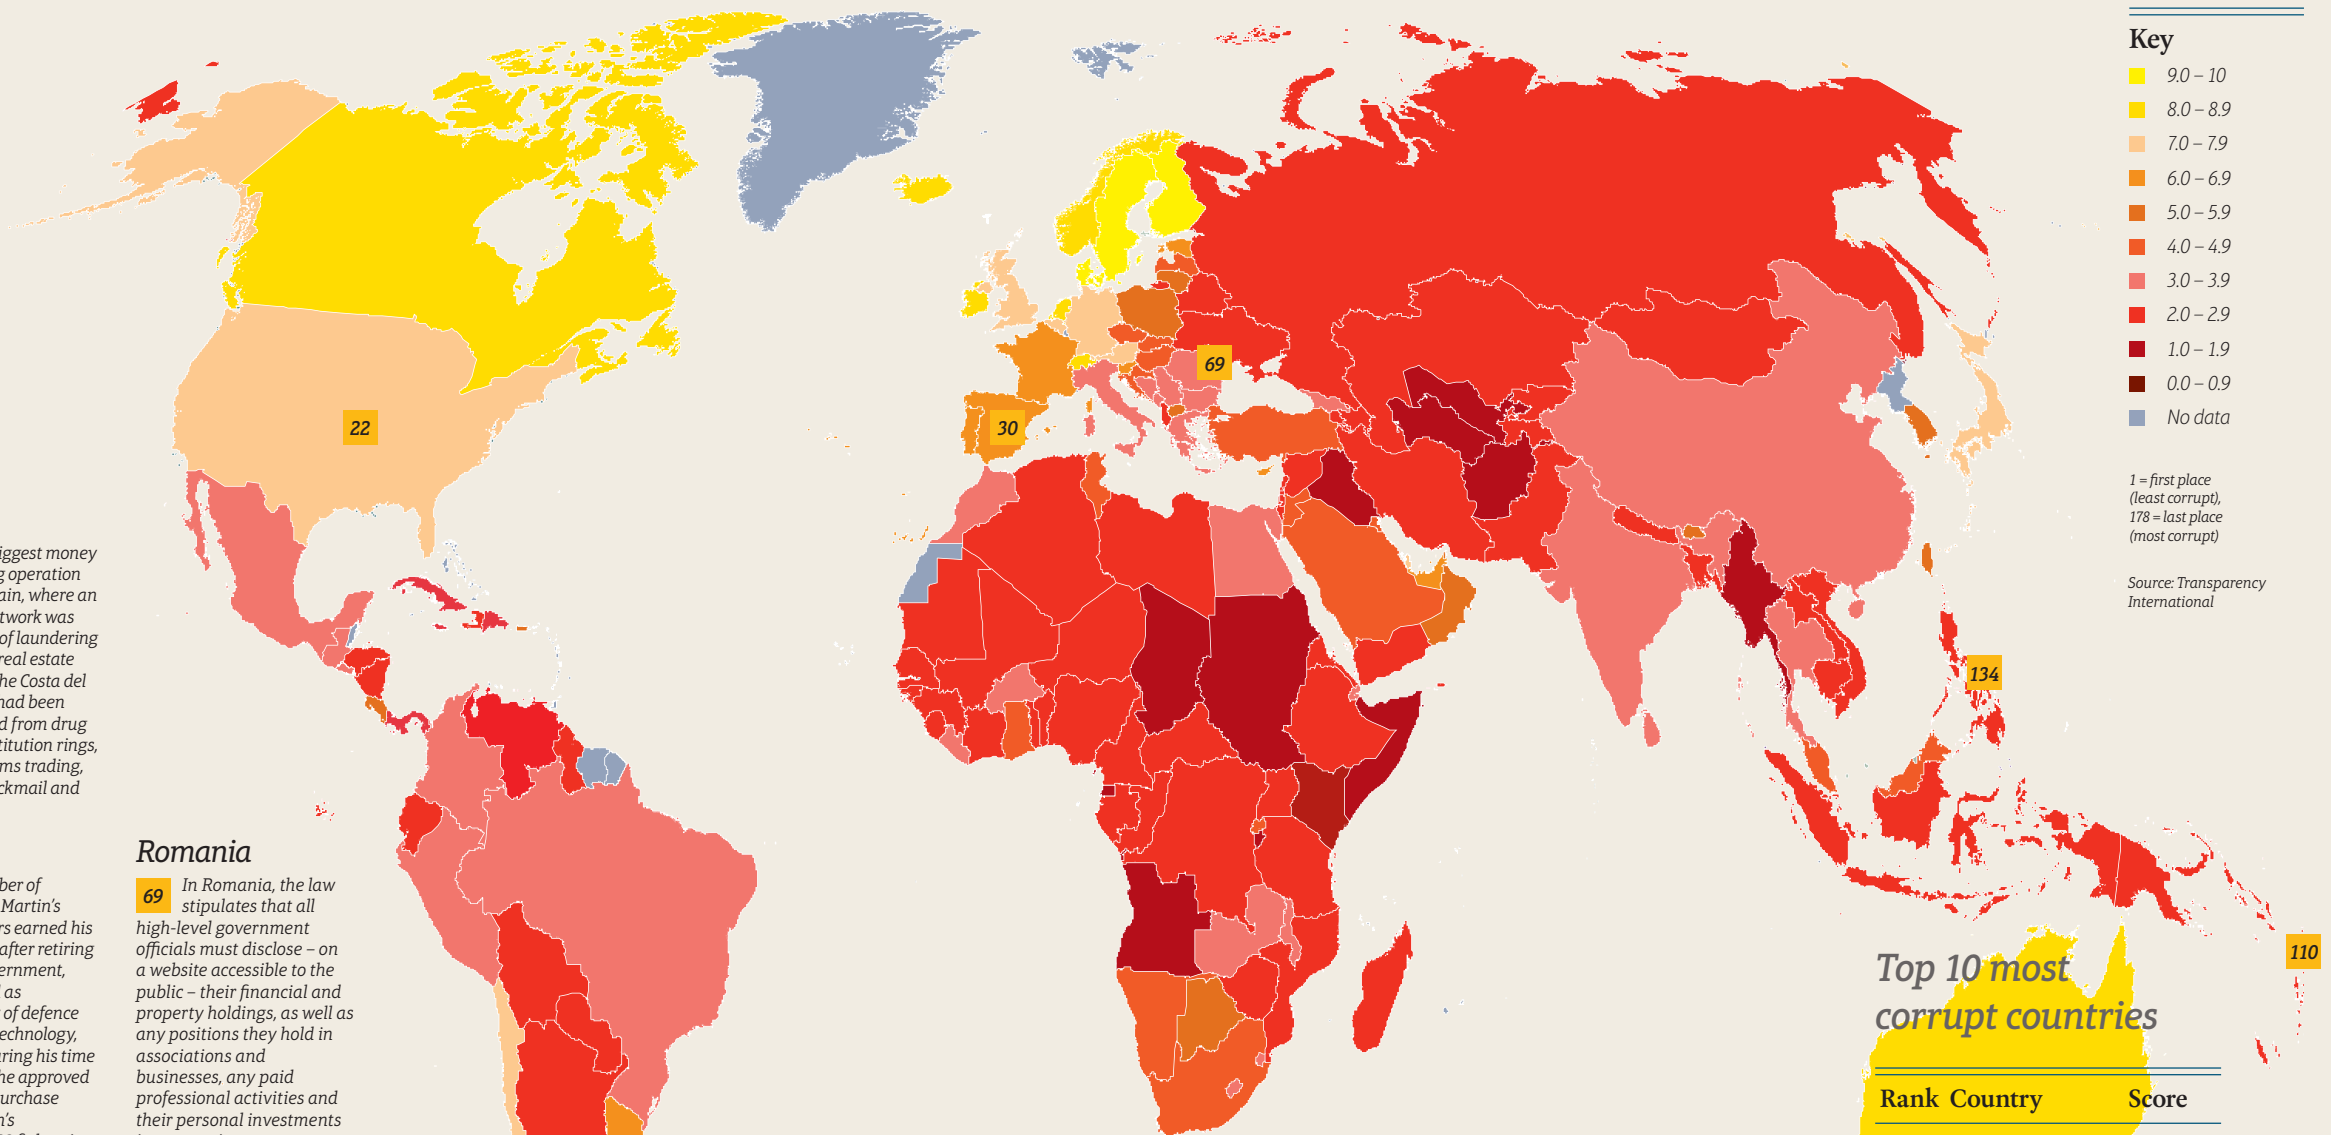 Key
9.0 – 10
8.0 – 8.9
7.0 – 7.9
6.0 – 6.9
5.0 – 5.9
4.0 – 4.9
3.0 – 3.9
2.0 – 2.9
1.0 – 1.9
0.0 – 0.9
No data
1 = first place
(least corrupt),
178 = last place
(most corrupt)
Source: Transparency
International
22
30
69
134
110
iggest money
g operation
ain, where an
twork was
of laundering
real estate
he Costa del
had been
d from drug
titution rings,
ms trading,
ckmail and
ber of
Martin's
rs earned his
after retiring
ernment,
as
of defence
echnology,
ring his time
he approved
urchase
n's
Romania
69 In Romania, the law
stipulates that all
high-level government
officials must disclose – on
a website accessible to the
public – their financial and
property holdings, as well as
any positions they hold in
associations and
businesses, any paid
professional activities and
their personal investments
Top 10 most
corrupt countries
Rank Country Score